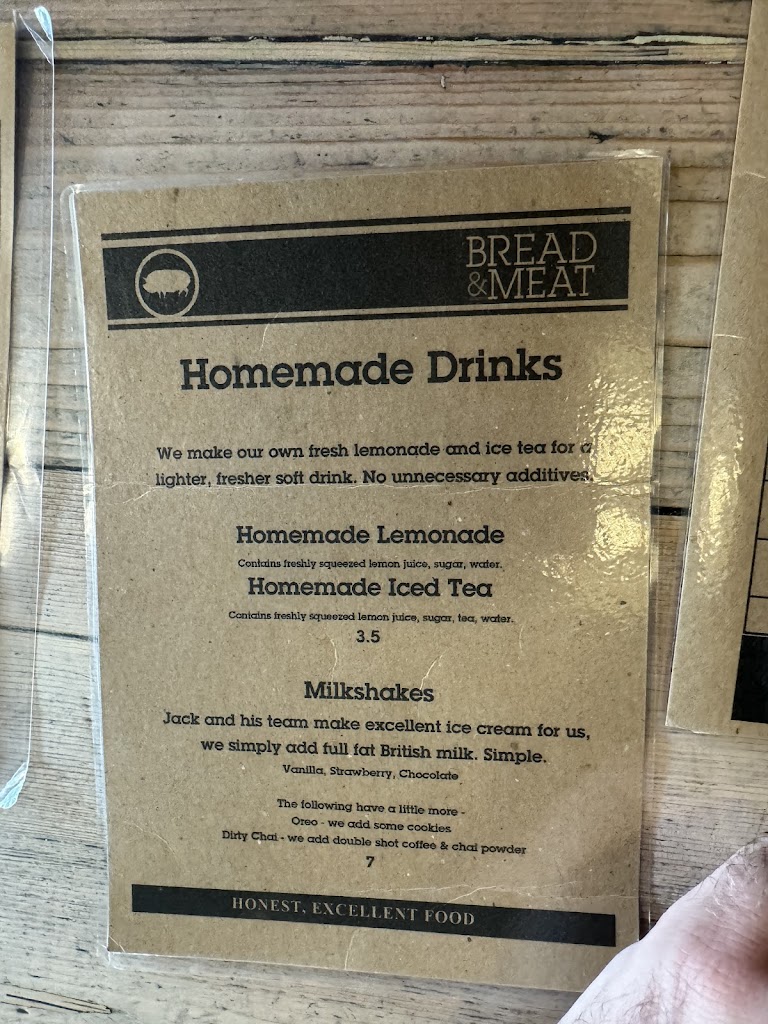 BREAD
&MEAT
Homemade Drinks
We make our own fresh lemonade and ice tea for a
lighter, fresher soft drink. No unnecessary additives.
Homemade Lemonade
Contains freshly squeezed lemon juice, sugar, water.
Homemade Iced Tea
Contains freshly squeezed lemon juice, sugar, tea, water.
3.5
Milkshakes
Jack and his team make excellent ice cream for us,
we simply add full fat British milk. Simple.
Vanilla, Strawberry, Chocolate
The following have a little more -
Oreo - we add some cookies
Dirty Chai - we add double shot coffee & chai powder
7
HONEST, EXCELLENT FOOD